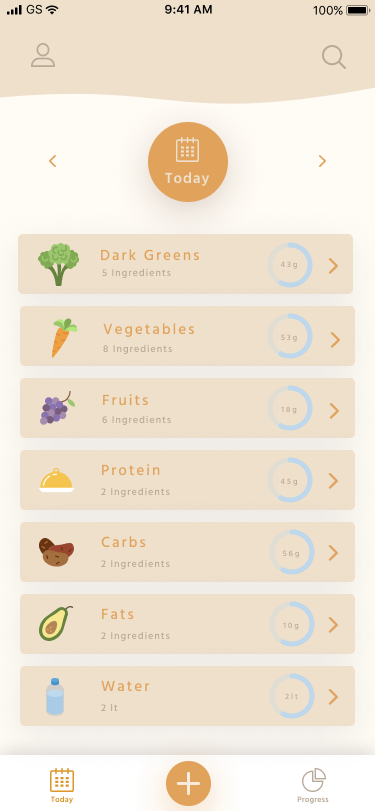 GS 9:41 AM 100%
Today
Dark Greens
5 Ingredients
43g
Vegetables
8 Ingredients
53g
Fruits
6 Ingredients
18g
Protein
2 Ingredients
45g
Carbs
2 Ingredients
56g
Fats
2 Ingredients
10g
Water
2 lt
2lt
Today
Progress